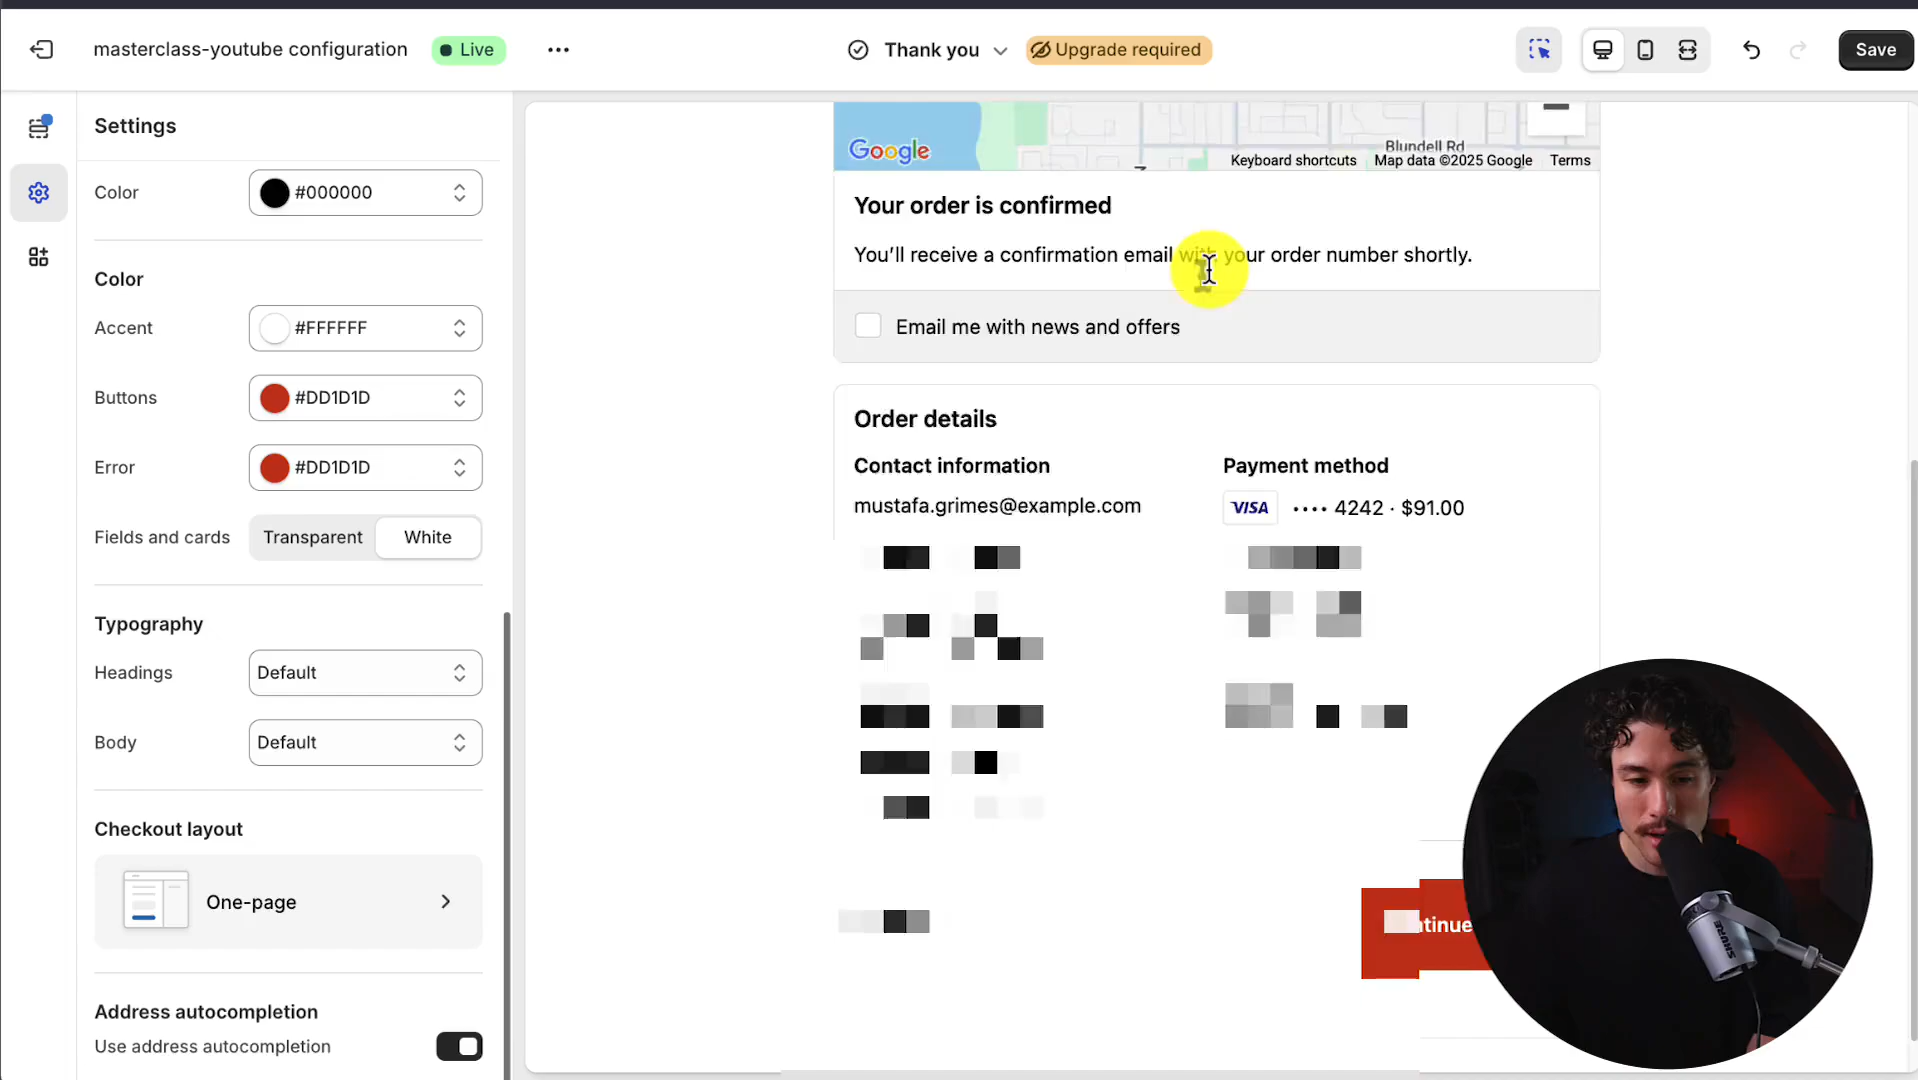 masterclass-youtube configuration
Live
Thank you
Upgrade required
Save
Settings
Color
#000000
Color
Accent
#FFFFFF
Buttons
#DD1D1D
Error
#DD1D1D
Fields and cards
Transparent
White
Typography
Headings
Default
Body
Default
Checkout layout
One-page
Address autocompletion
Use address autocompletion
Google
Blundell Rd
Keyboard shortcuts
Map data ©2025 Google
Terms
Your order is confirmed
You’ll receive a confirmation email with your order number shortly.
Email me with news and offers
Order details
Contact information
mustafa.grimes@example.com
Payment method
VISA
•••• 4242 · $91.00
SHURE